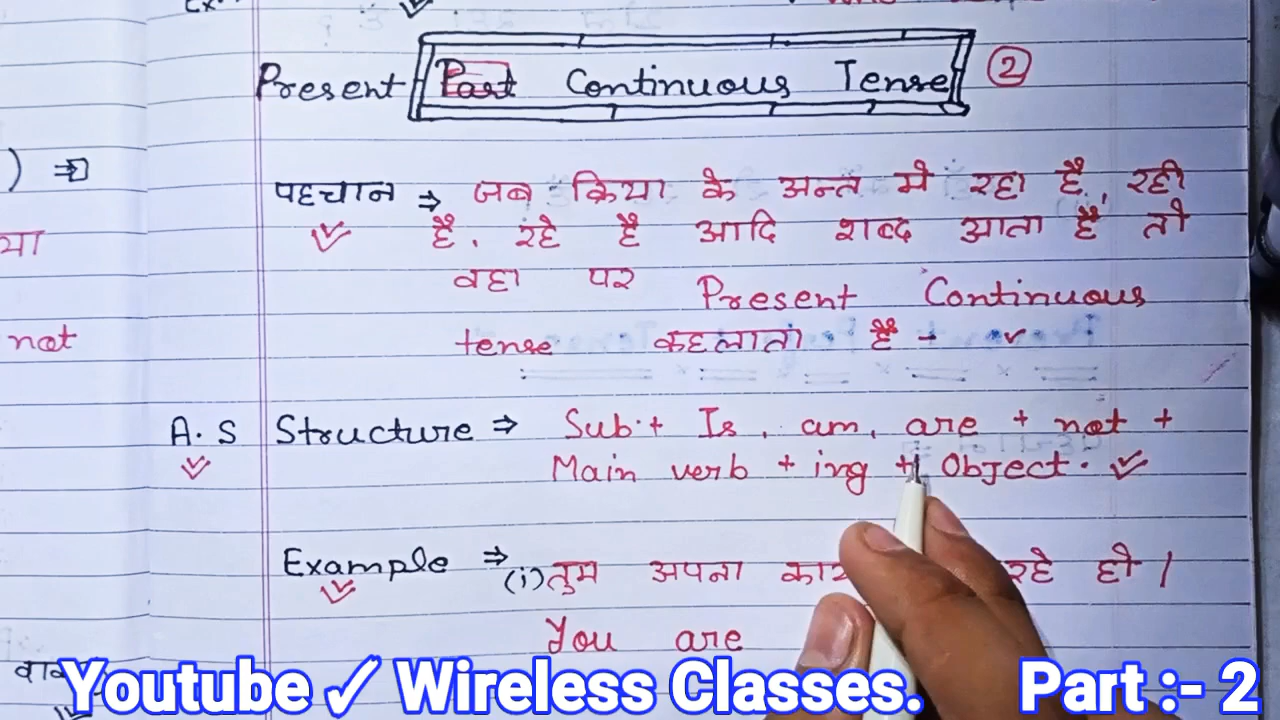 Ex.
Present Past Continuous Tense 2
) ⇒
पहचान ⇒ जब क्रिया के अन्त मे रहा है, रही
या है, रहे है आदि शब्द आता है तो
वहा पर Present Continuous
not tense कहलाता है -
A.S Structure ⇒ Sub.+ Is, am, are + not +
Main verb + ing + Object.
Example ⇒ (i) तुम अपना रहे हो।
You are
Youtube ✓ Wireless Classes. Part :- 2